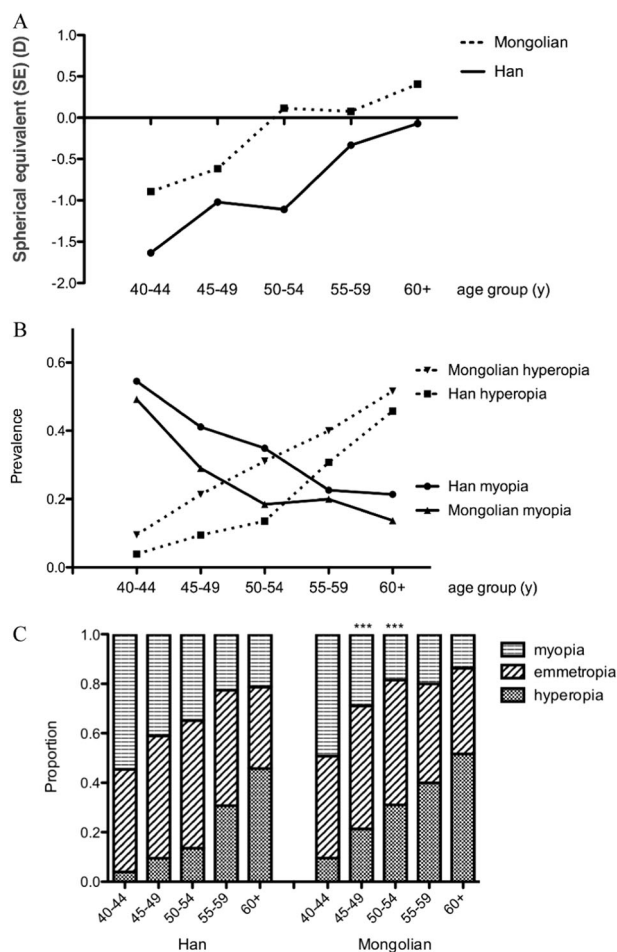 A
Spherical equivalent (SE) (D)
1.0
0.5
0.0
-0.5
-1.0
-1.5
-2.0
Mongolian
Han
40-44 45-49 50-54 55-59 60+ age group (y)
B
Prevalence
0.6
0.4
0.2
0.0
Mongolian hyperopia
Han hyperopia
Han myopia
Mongolian myopia
40-44 45-49 50-54 55-59 60+ age group (y)
C
Proportion
1.0
0.8
0.6
0.4
0.2
0.0
*** ***
myopia
emmetropia
hyperopia
40-44 45-49 50-54 55-59 60+ 40-44 45-49 50-54 55-59 60+
Han Mongolian